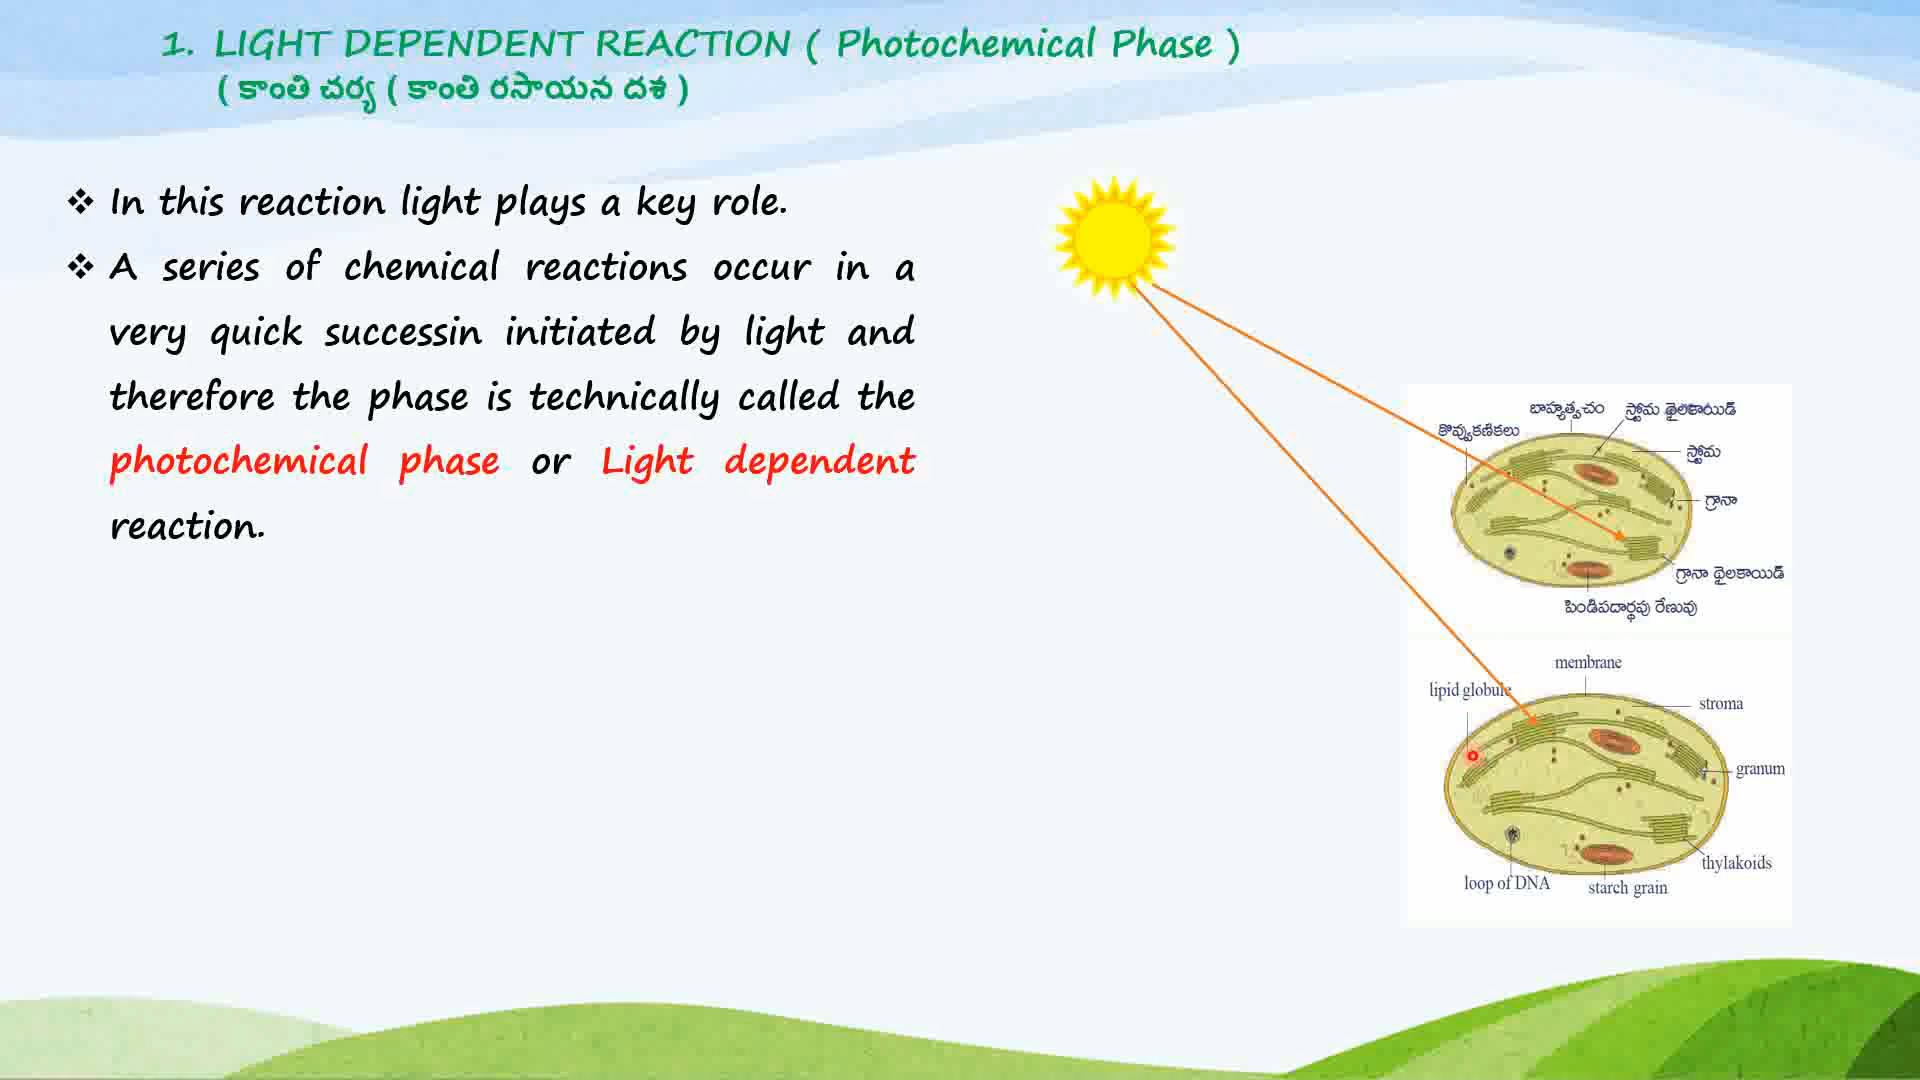 1. LIGHT DEPENDENT REACTION ( Photochemical Phase )
( కాంతి చర్య ( కాంతి రసాయన దశ )
❖ In this reaction light plays a key role.
❖ A series of chemical reactions occur in a
very quick successin initiated by light and
therefore the phase is technically called the
photochemical phase or Light dependent
reaction.
బాహ్యత్వచం
స్ట్రోమ థైలకాయిడ్
కొవ్వుకణికలు
స్ట్రోమ
గ్రానా
గ్రానా థైలకాయిడ్
పిండిపదార్థపు రేణువు
membrane
lipid globule
stroma
granum
thylakoids
loop of DNA
starch grain